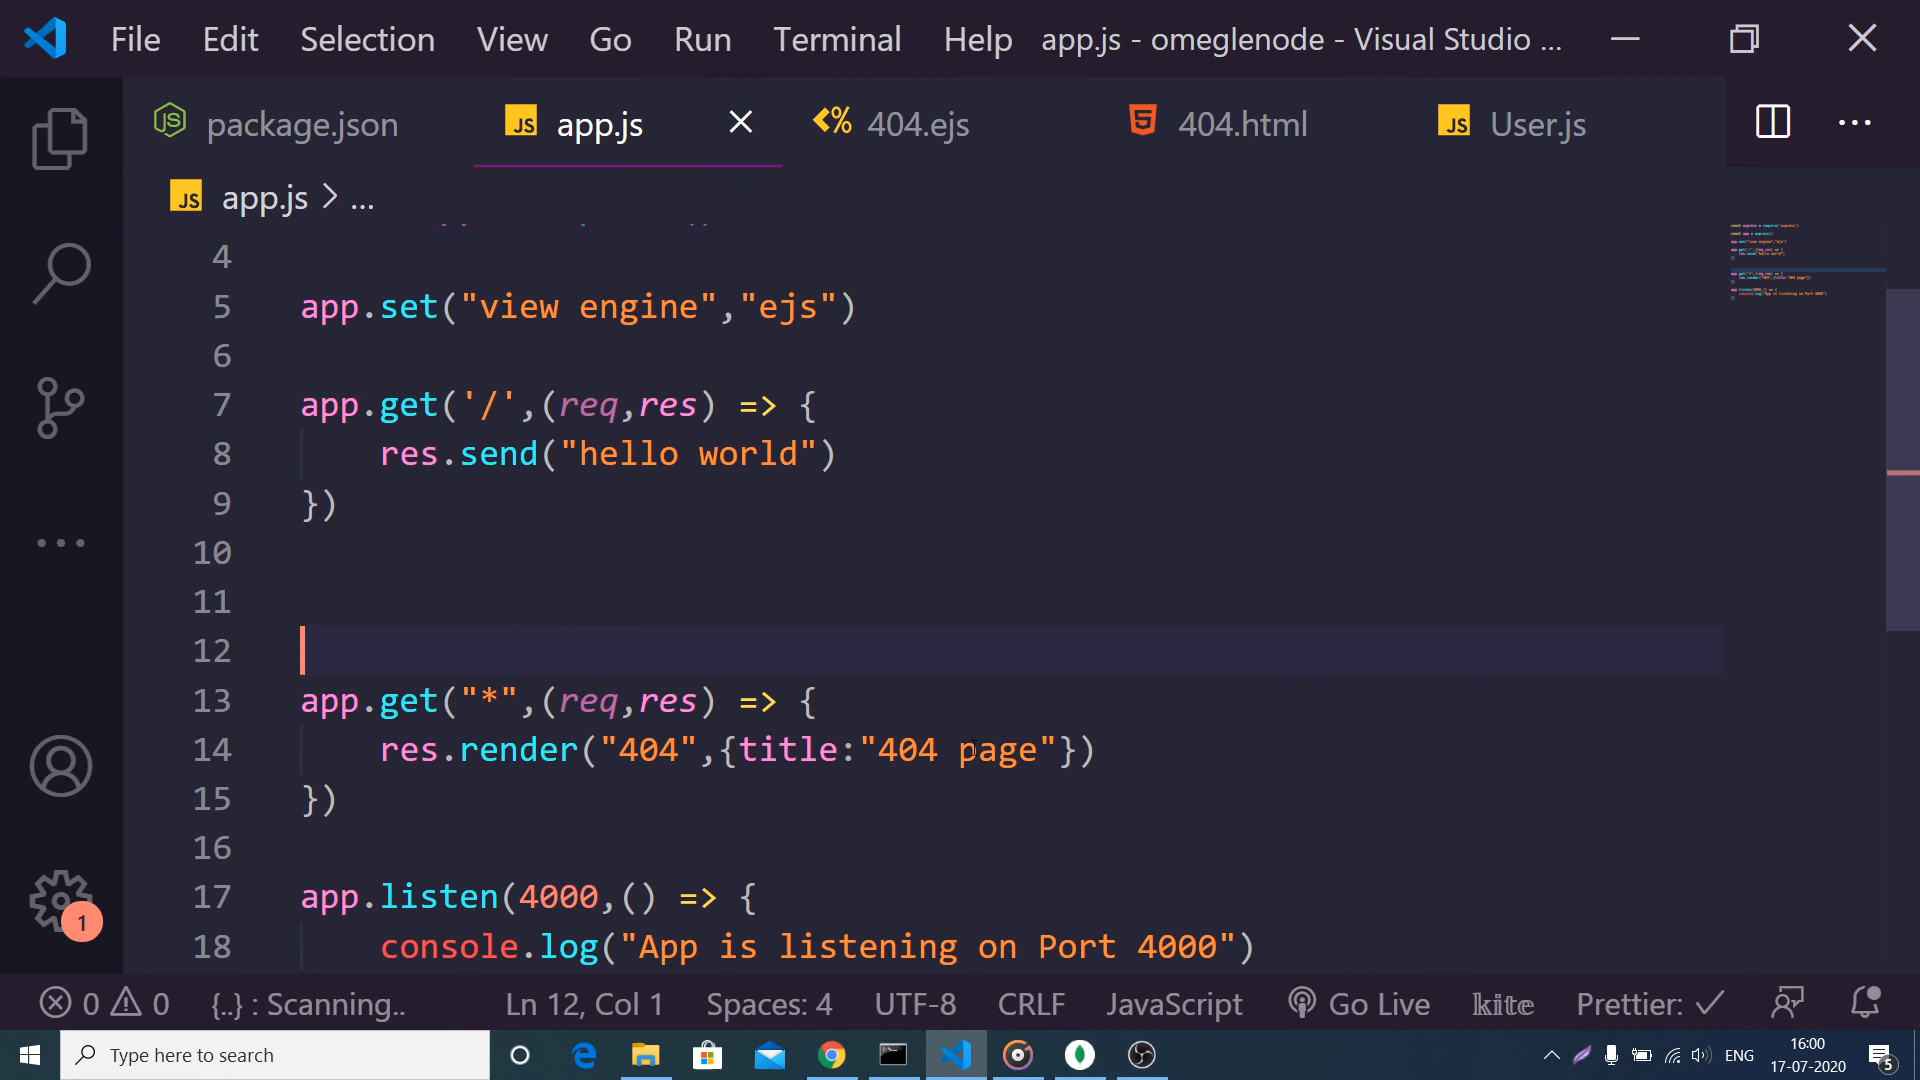 File Edit Selection View Go Run Terminal Help app.js - omeglenode - Visual Studio ...
package.json JS app.js 404.ejs 404.html JS User.js
JS app.js > ...
4
5 app.set("view engine","ejs")
6
7 app.get('/',(req,res) => {
8 res.send("hello world")
9 })
10
11
12
13 app.get("*",(req,res) => {
14 res.render("404",{title:"404 page"})
15 })
16
17 app.listen(4000,() => {
18 console.log("App is listening on Port 4000")
1
0 0 {..} : Scanning.. Ln 12, Col 1 Spaces: 4 UTF-8 CRLF JavaScript Go Live kite Prettier: ✓
Type here to search
ENG
16:00
17-07-2020
5